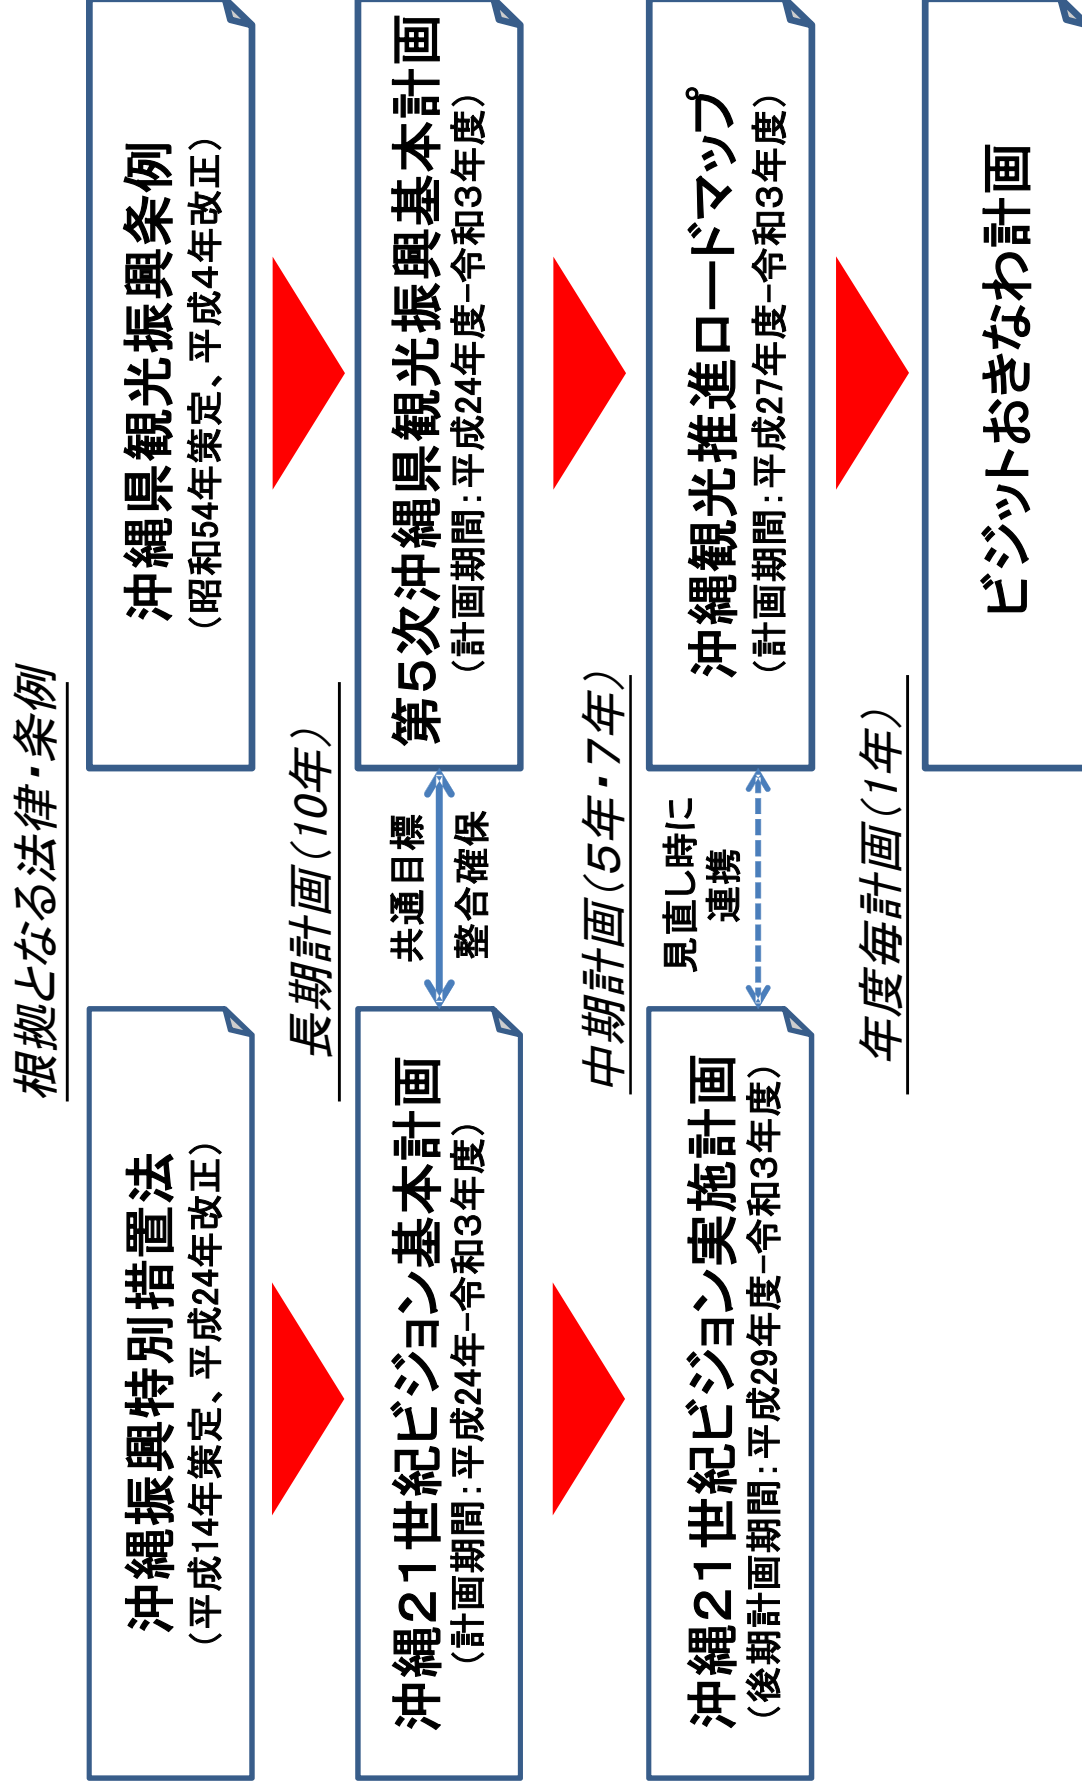 根拠となる法律・条例
沖縄振興特別措置法
（平成14年策定、平成24年改正）
沖縄県観光振興条例
（昭和54年策定、平成4年改正）
長期計画（10年）
沖縄２１世紀ビジョン基本計画
（計画期間：平成24年−令和3年度）
共通目標
整合確保
第５次沖縄県観光振興基本計画
（計画期間：平成24年度−令和3年度）
中期計画（５年・７年）
沖縄２１世紀ビジョン実施計画
（後期計画期間：平成29年度−令和3年度）
見直し時に
連携
沖縄観光推進ロードマップ
（計画期間：平成27年度−令和3年度）
年度毎計画（1年）
ビジットおきなわ計画